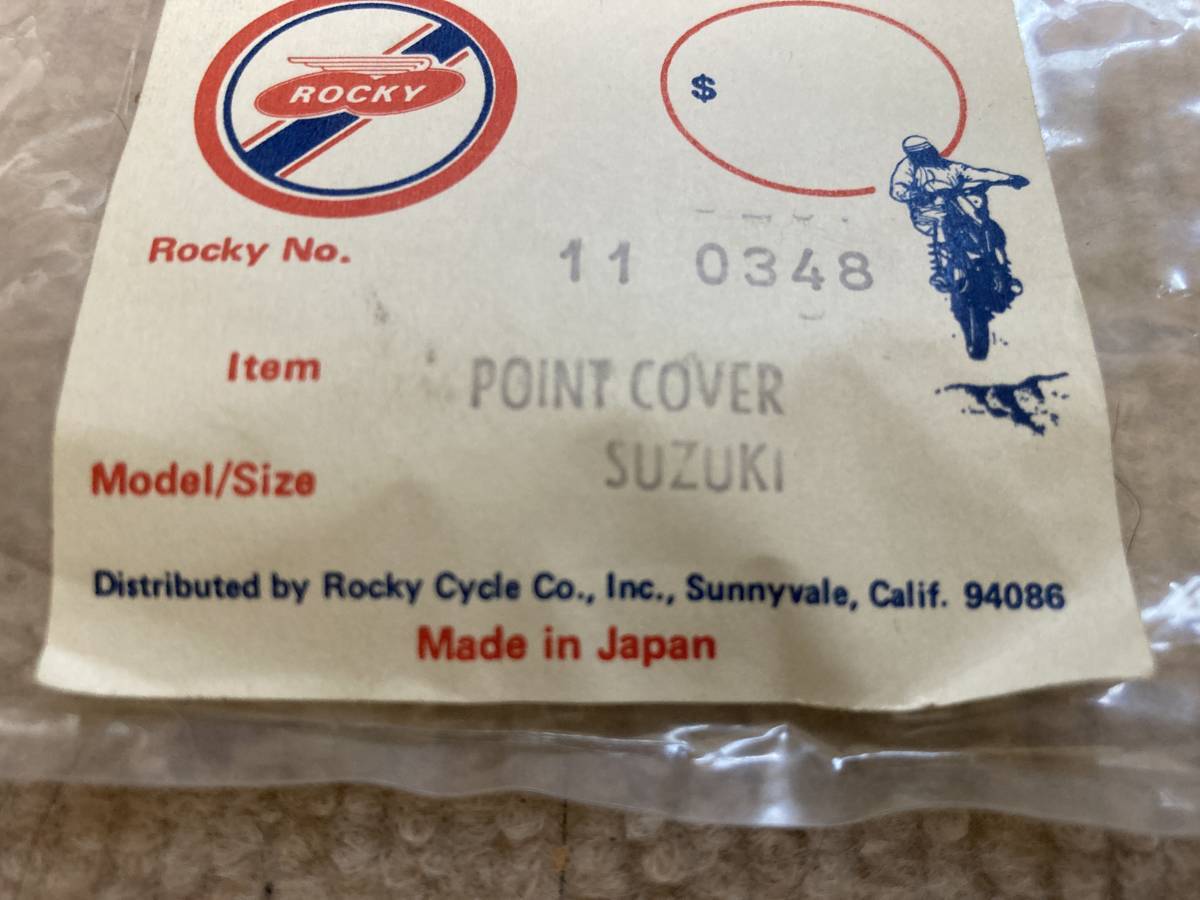 ROCKY
$
Rocky No. 11 0348
Item POINT COVER
Model/Size SUZUKI
Distributed by Rocky Cycle Co., Inc., Sunnyvale, Calif. 94086
Made in Japan